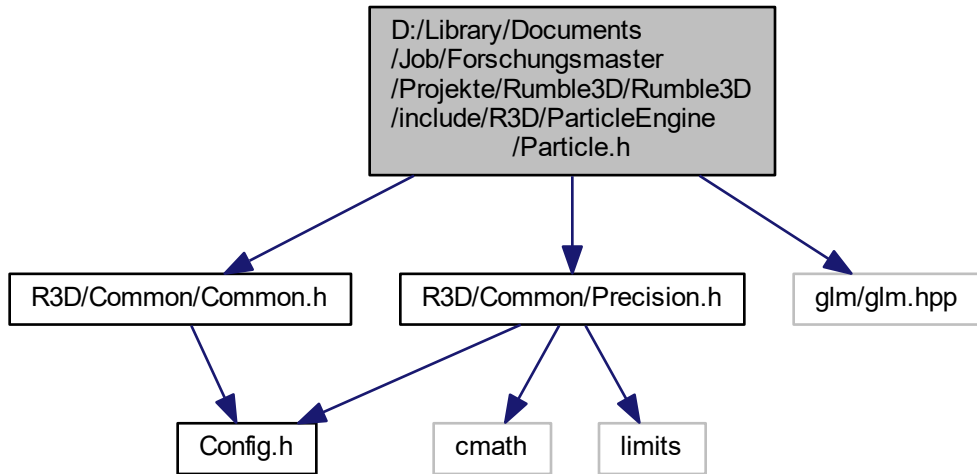 D:/Library/Documents
/Job/Forschungsmaster
/Projekte/Rumble3D/Rumble3D
/include/R3D/ParticleEngine
/Particle.h
R3D/Common/Common.h
R3D/Common/Precision.h
glm/glm.hpp
Config.h
cmath
limits